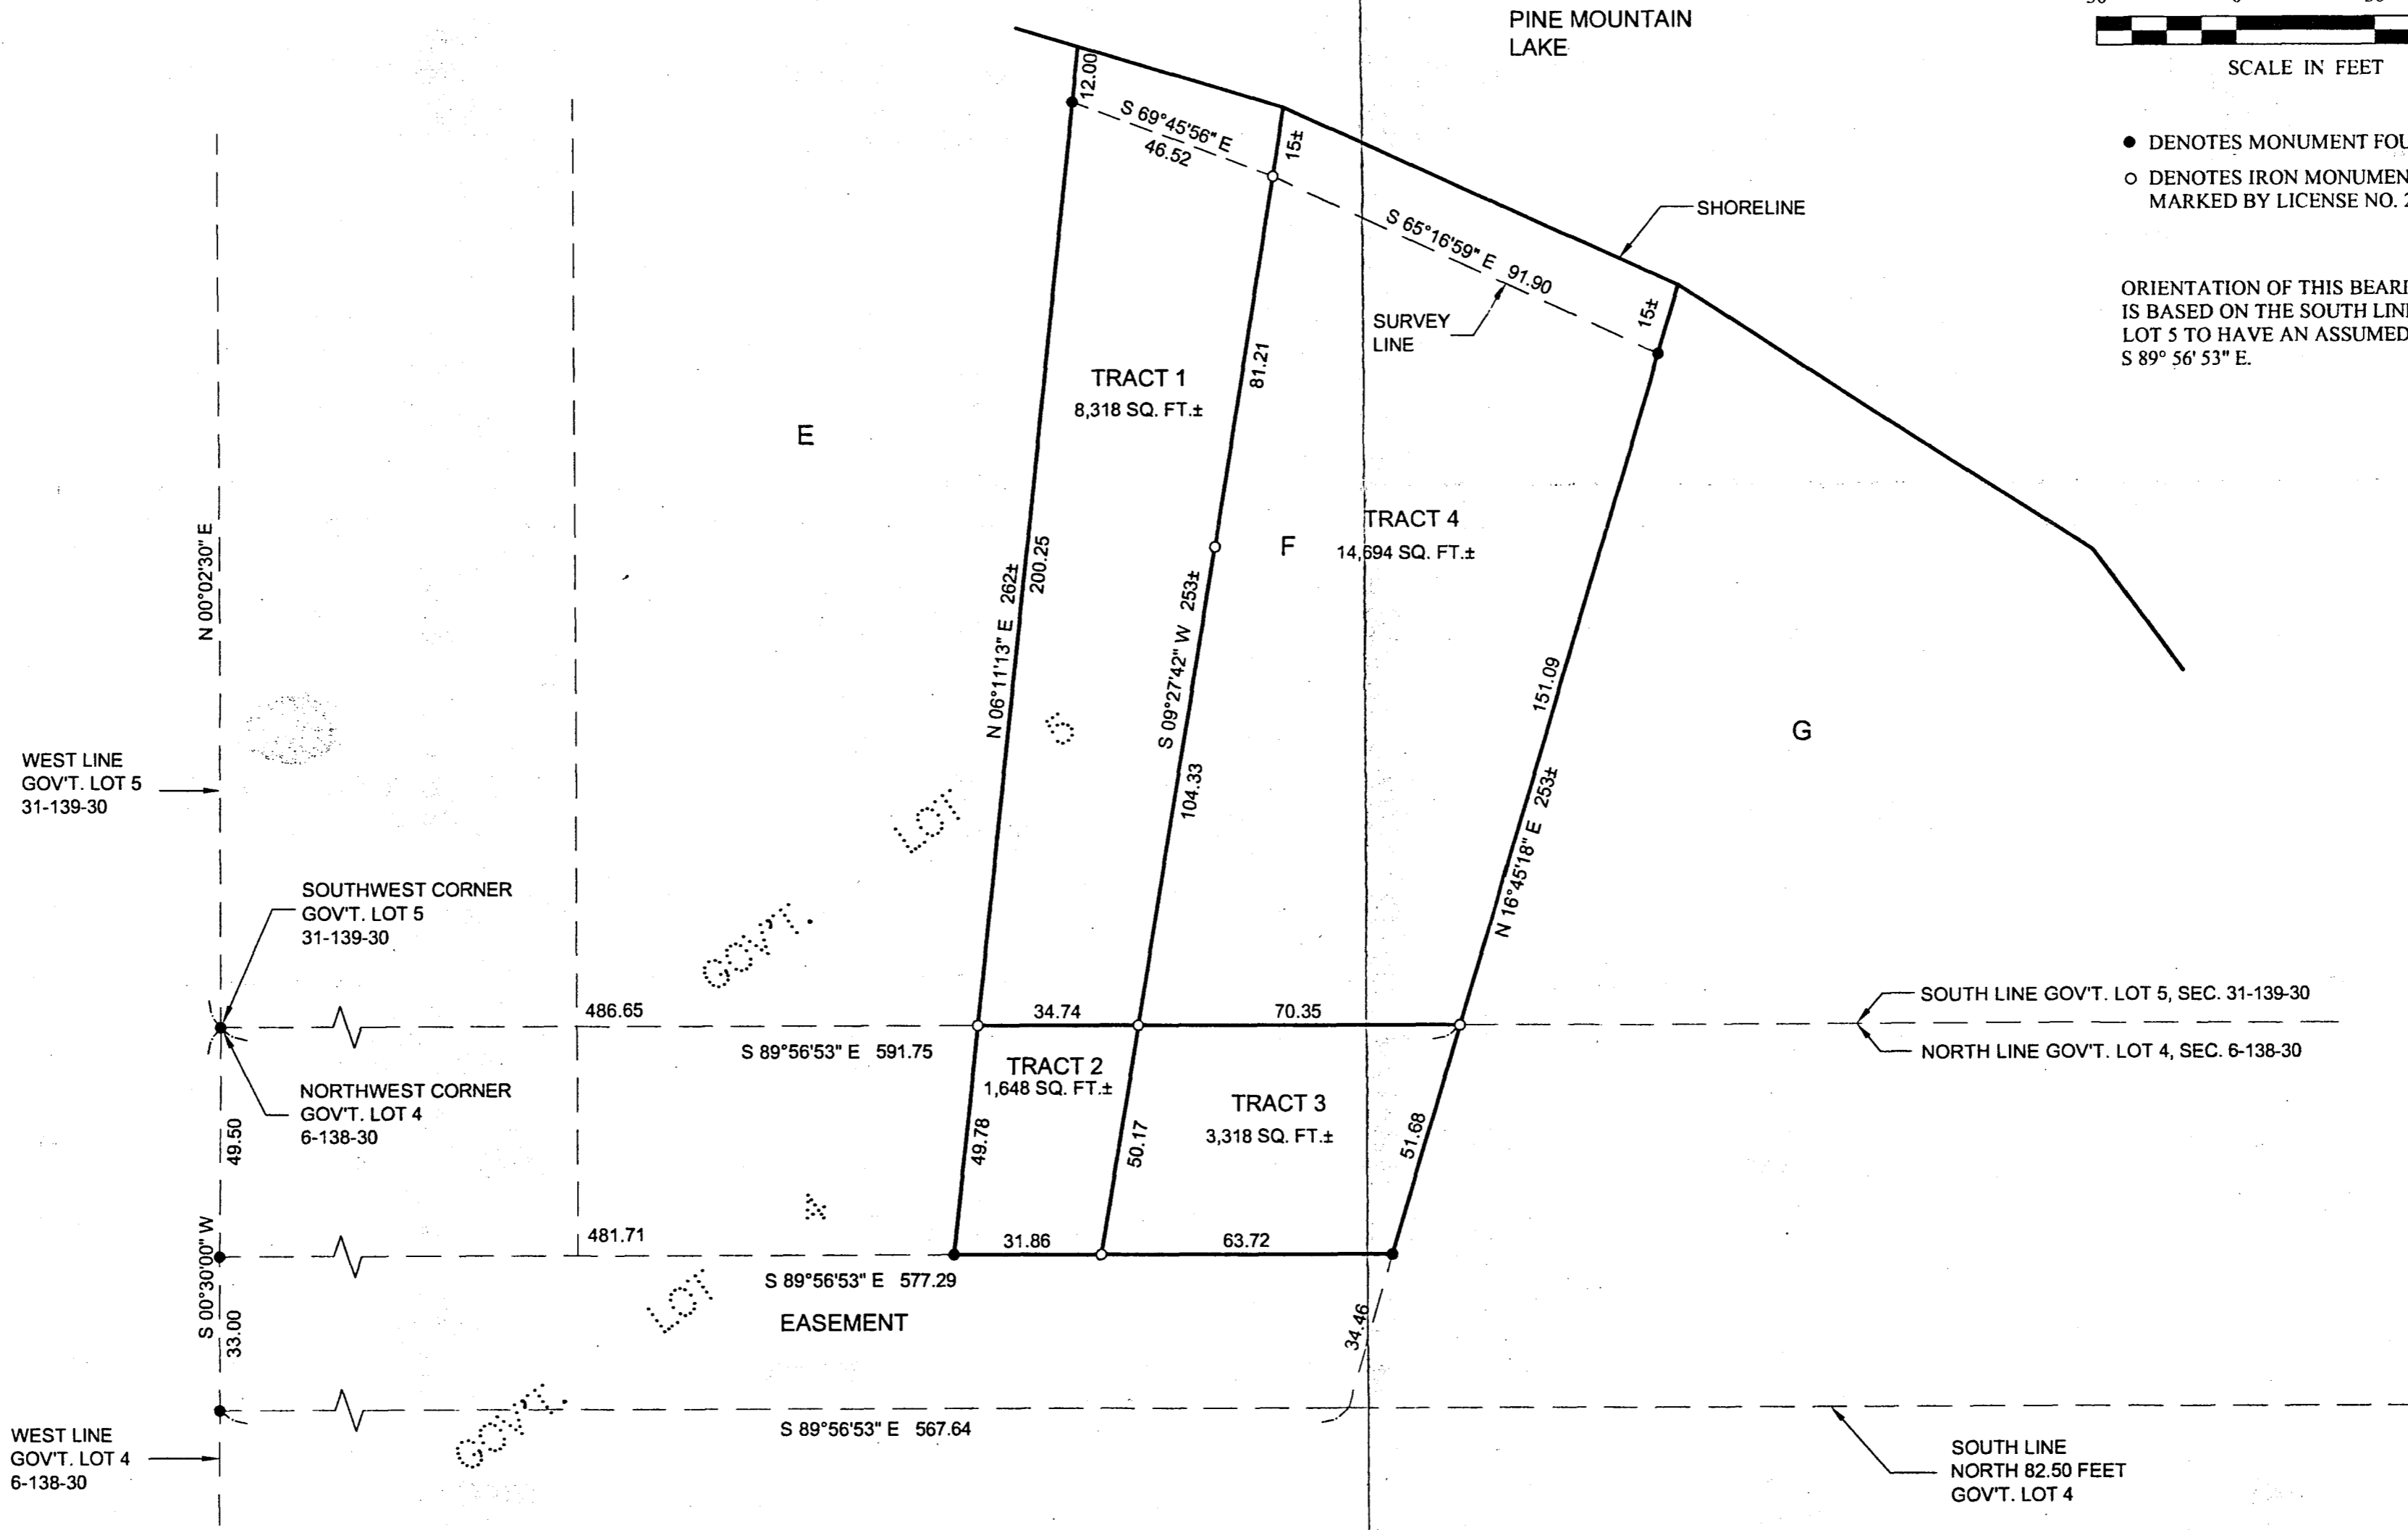 PINE MOUNTAIN
LAKE
SCALE IN FEET
● DENOTES MONUMENT FOU
○ DENOTES IRON MONUMEN
MARKED BY LICENSE NO. 2
ORIENTATION OF THIS BEARI
IS BASED ON THE SOUTH LIN
LOT 5 TO HAVE AN ASSUMED
S 89° 56' 53" E.
12.00
S 69°45'56" E
46.52
15±
S 65°16'59" E 91.90
SHORELINE
SURVEY
LINE
15±
81.21
TRACT 1
8,318 SQ. FT.±
E
F
TRACT 4
14,694 SQ. FT.±
G
N 00°02'30" E
N 06°11'13" E 262±
200.25
S 09°27'42" W 253±
104.33
151.09
N 16°45'18" E 253±
GOV'T. LOT 5
WEST LINE
GOV'T. LOT 5
31-139-30
SOUTHWEST CORNER
GOV'T. LOT 5
31-139-30
486.65
34.74
70.35
S 89°56'53" E 591.75
SOUTH LINE GOV'T. LOT 5, SEC. 31-139-30
NORTH LINE GOV'T. LOT 4, SEC. 6-138-30
NORTHWEST CORNER
GOV'T. LOT 4
6-138-30
TRACT 2
1,648 SQ. FT.±
TRACT 3
3,318 SQ. FT.±
49.50
49.78
50.17
51.68
481.71
31.86
63.72
S 89°56'53" E 577.29
EASEMENT
S 00°30'00" W
33.00
34.46
GOV'T. LOT 4
S 89°56'53" E 567.64
WEST LINE
GOV'T. LOT 4
6-138-30
SOUTH LINE
NORTH 82.50 FEET
GOV'T. LOT 4